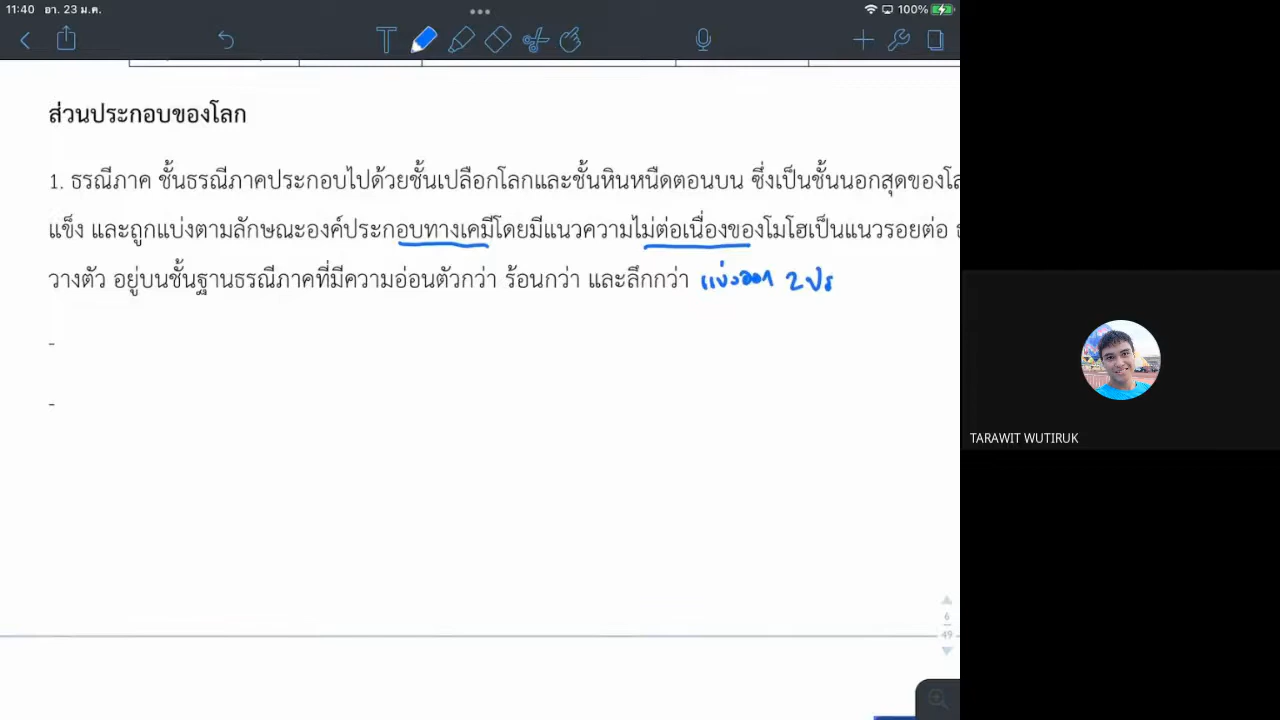 11:40 อา. 23 ม.ค.
100%
T
ส่วนประกอบของโลก
1. ธรณีภาค ชั้นธรณีภาคประกอบไปด้วยชั้นเปลือกโลกและชั้นหินหนืดตอนบน ซึ่งเป็นชั้นนอกสุดของโล
แข็ง และถูกแบ่งตามลักษณะองค์ประกอบทางเคมีโดยมีแนวความไม่ต่อเนื่องของโมโฮเป็นแนวรอยต่อ
วางตัว อยู่บนชั้นฐานธรณีภาคที่มีความอ่อนตัวกว่า ร้อนกว่า และลึกกว่า แบ่งออก 2 ปร
-
-
6
49
TARAWIT WUTIRUK